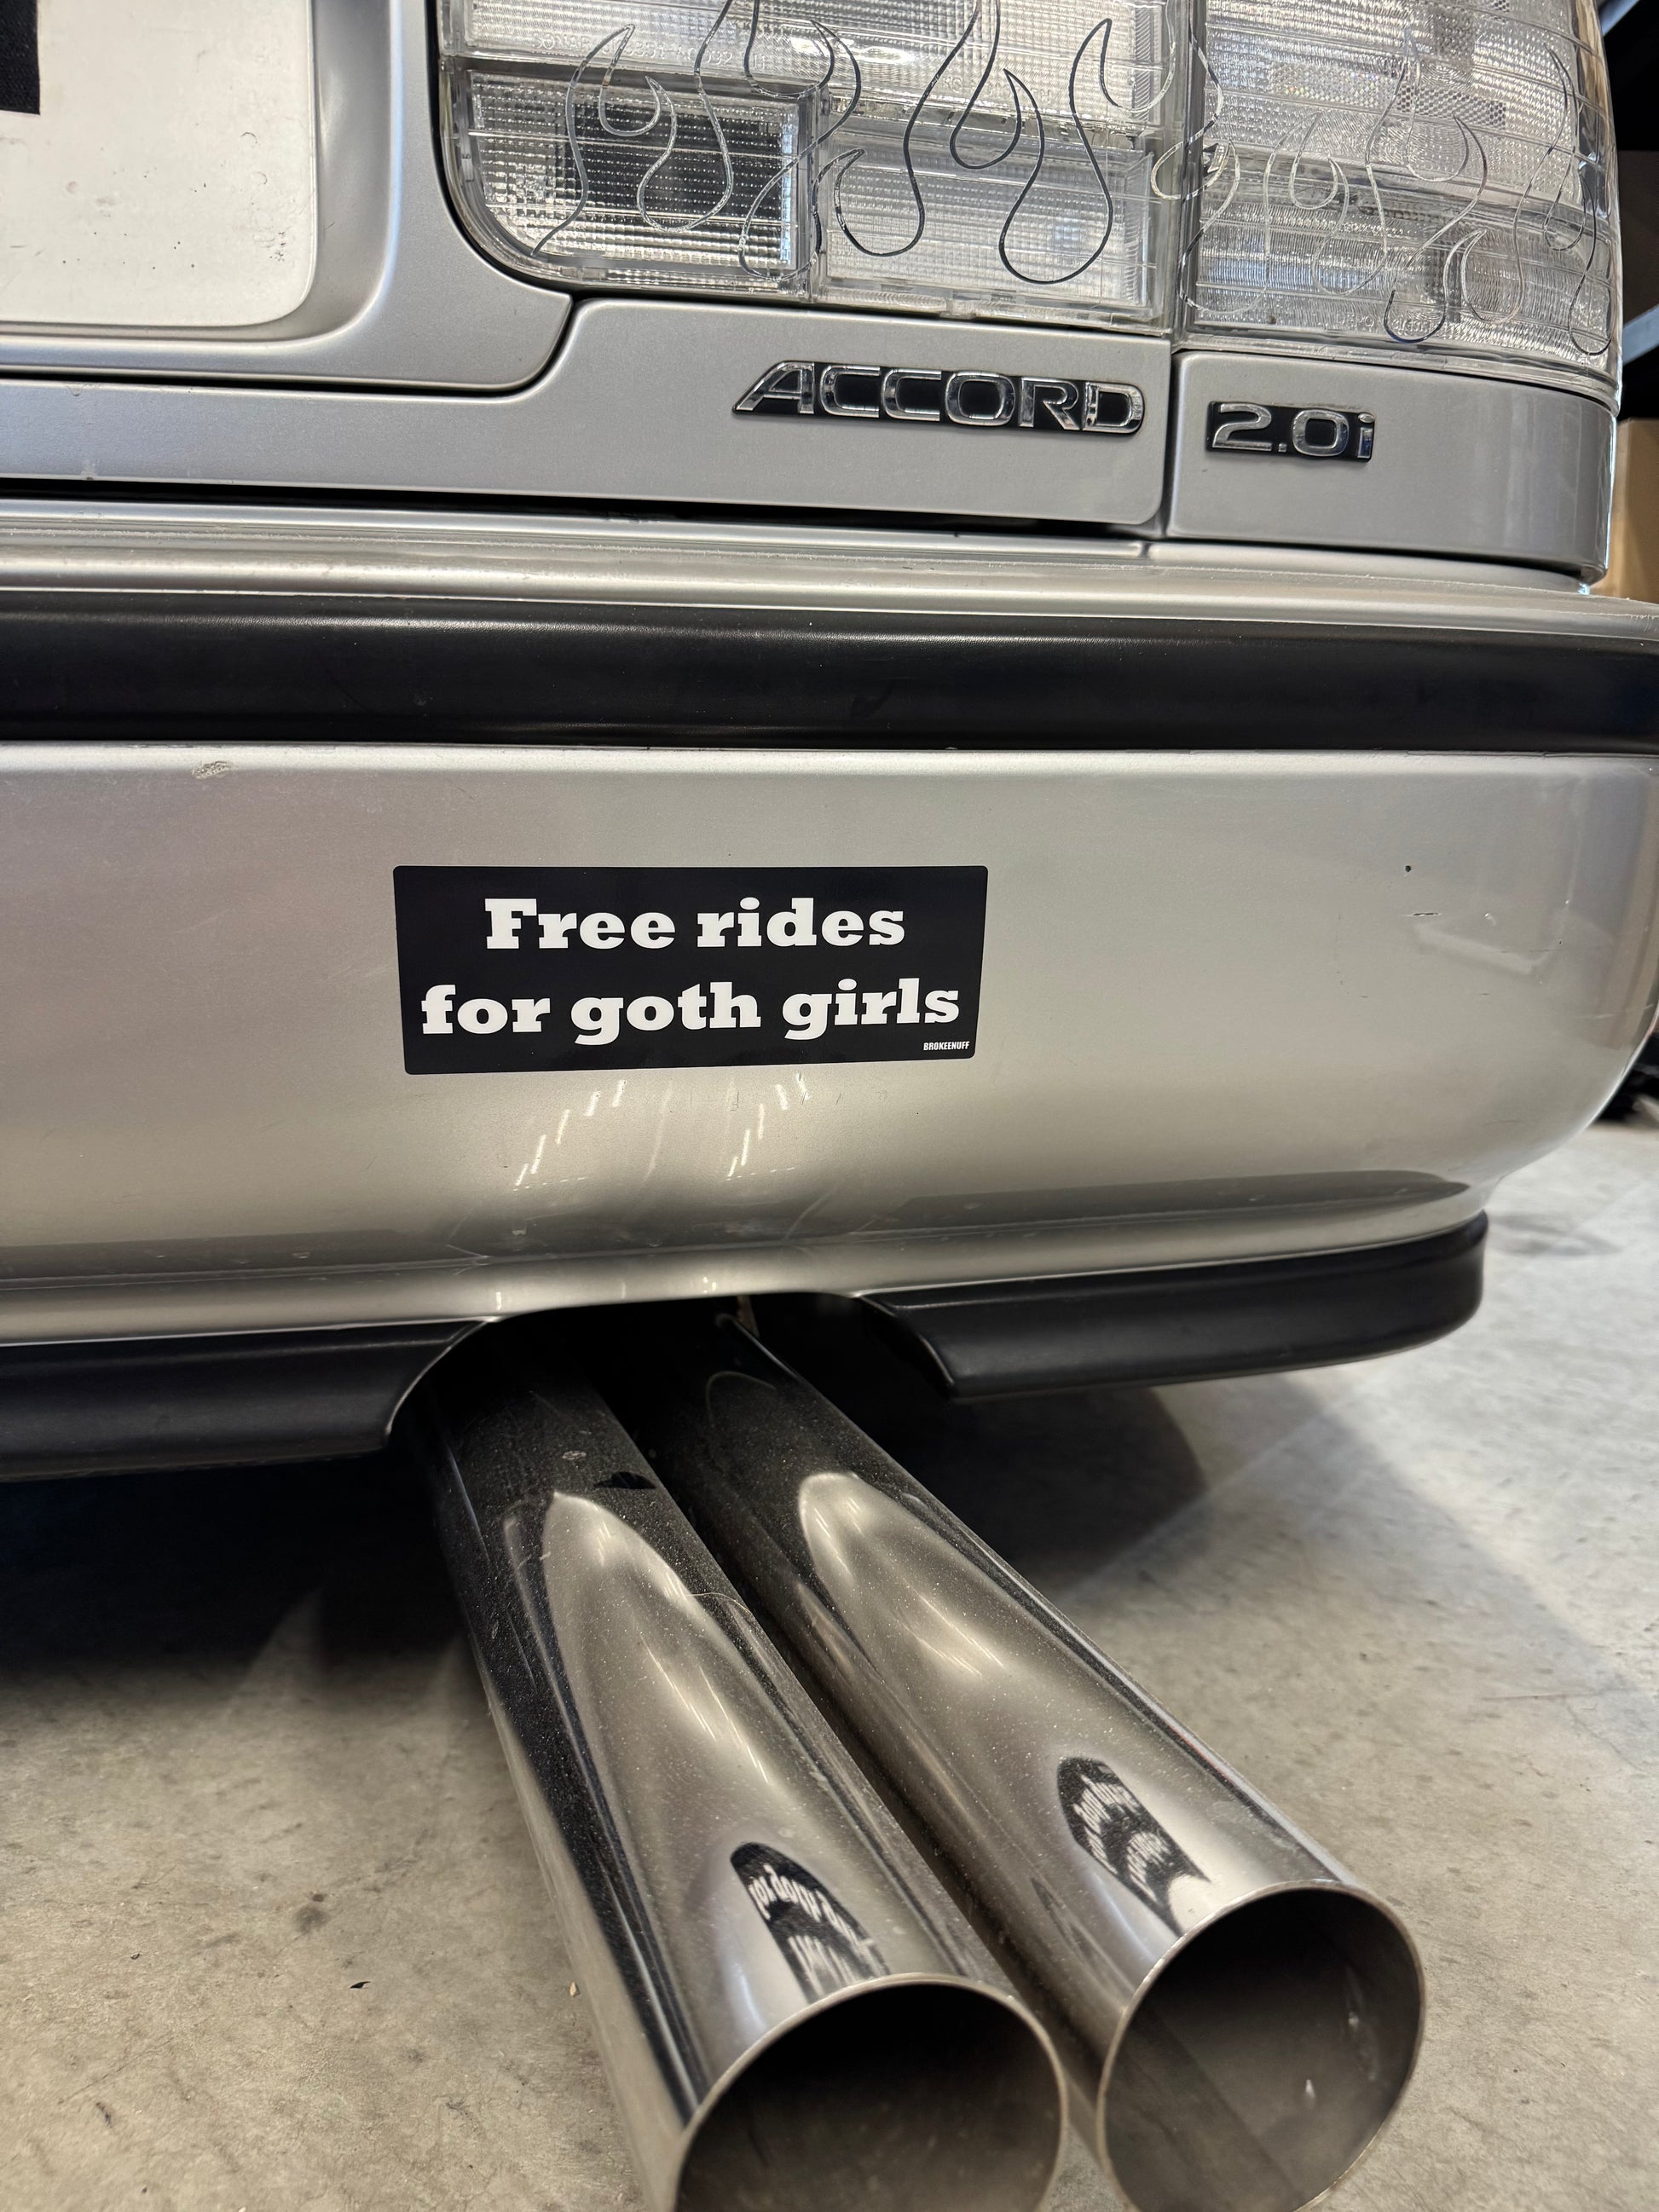 ACCORD
2.0i
Free rides
for goth girls
BROKEENUFF